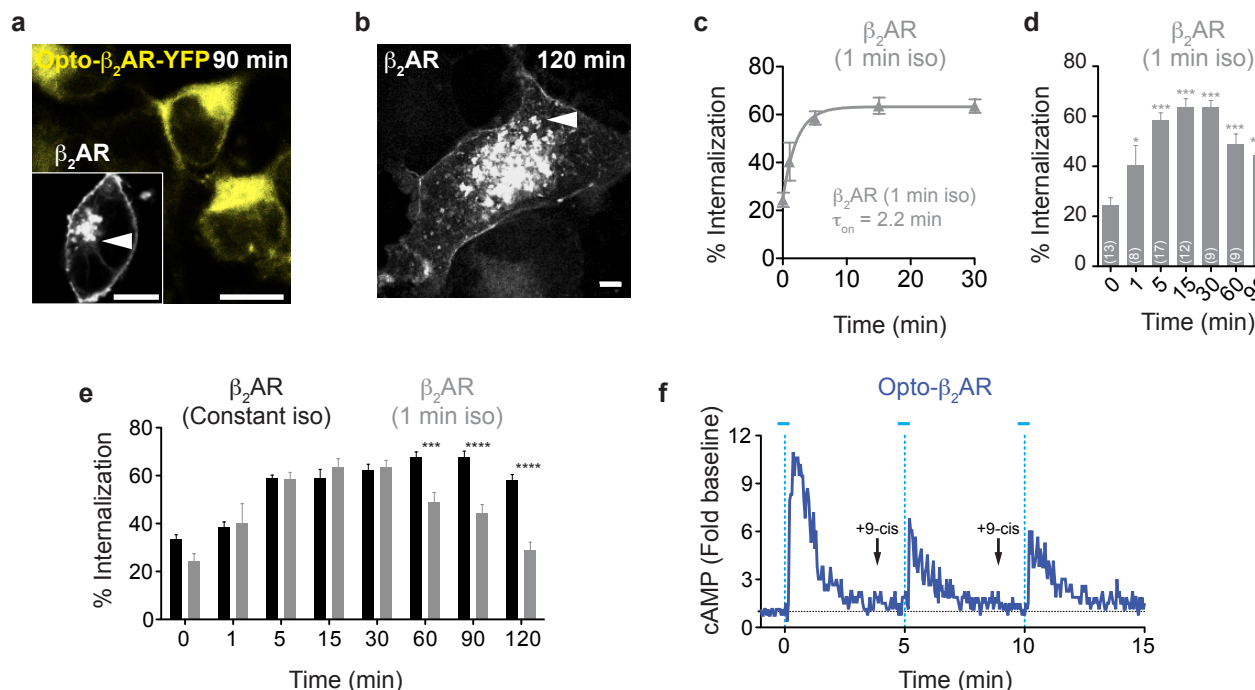 a
Opto-β₂AR-YFP 90 min
β₂AR
b
β₂AR 120 min
c
β₂AR
(1 min iso)
% Internalization
80
60
40
20
0
β₂AR (1 min iso)
τon = 2.2 min
0 10 20 30
Time (min)
d
β₂AR
(1 min iso)
% Internalization
80
60
40
20
0
* *** *** *** ***
(13) (8) (17) (12) (9) (9)
0 1 5 15 30 60
Time (min)
e
β₂AR
(Constant iso)
β₂AR
(1 min iso)
% Internalization
80
60
40
20
0
*** **** ****
0 1 5 15 30 60 90 120
Time (min)
f
Opto-β₂AR
cAMP (Fold baseline)
12
9
6
3
0
+9-cis +9-cis
0 5 10 15
Time (min)